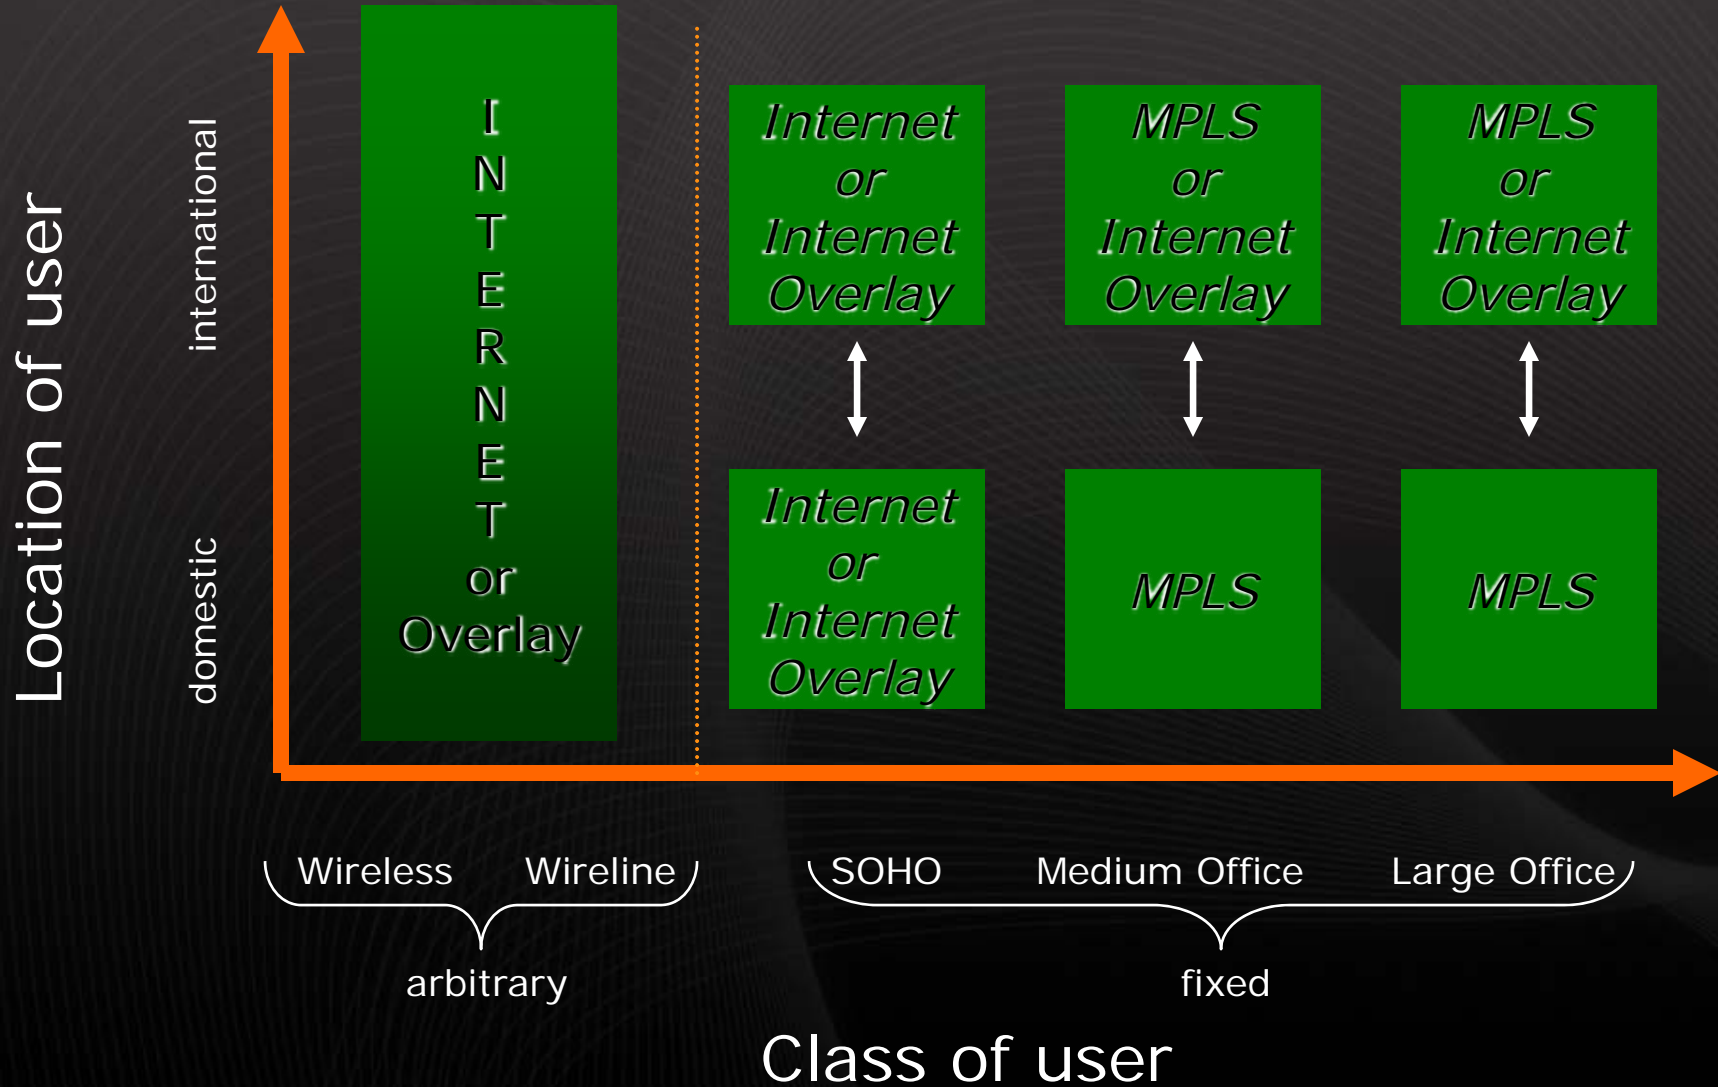 Location of user
international
domestic
I
N
T
E
R
N
E
T
or
Overlay
Internet
or
Internet
Overlay
MPLS
or
Internet
Overlay
MPLS
or
Internet
Overlay
Internet
or
Internet
Overlay
MPLS
MPLS
Wireless Wireline
SOHO Medium Office Large Office
arbitrary
fixed
Class of user